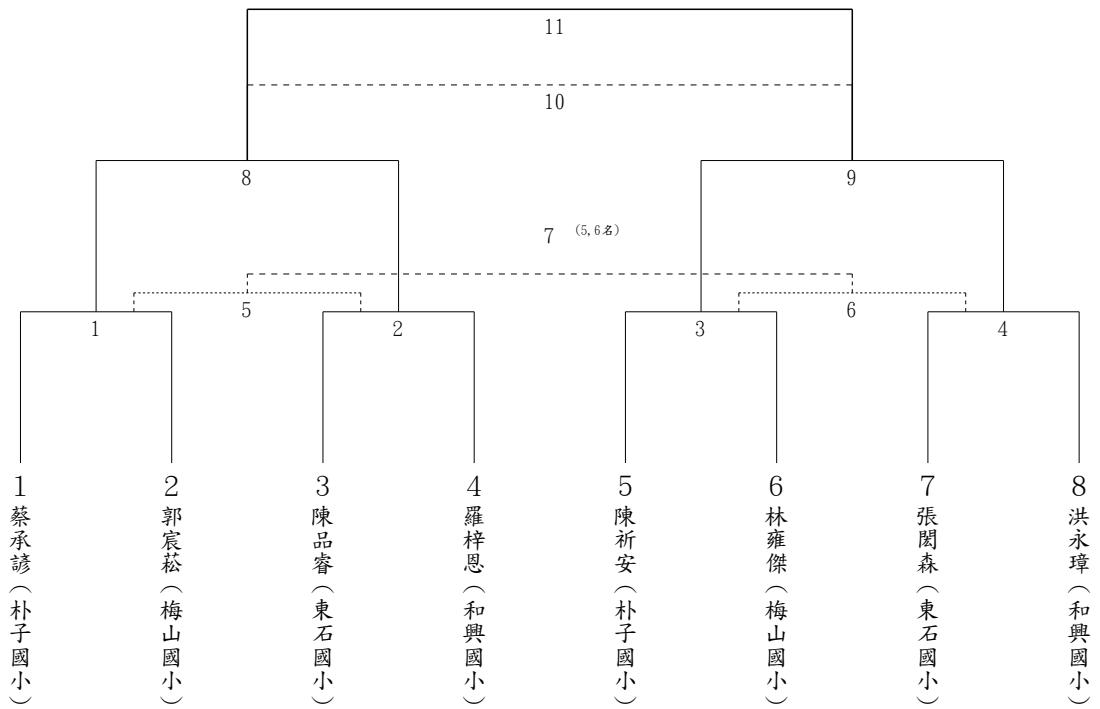 11
10
8
9
7 (5,6名)
5
6
1
2
3
4
1
蔡承諺(朴子國小)
2
郭宸菘(梅山國小)
3
陳品睿(東石國小)
4
羅梓恩(和興國小)
5
陳祈安(朴子國小)
6
林雍傑(梅山國小)
7
張閎森(東石國小)
8
洪永璋(和興國小)